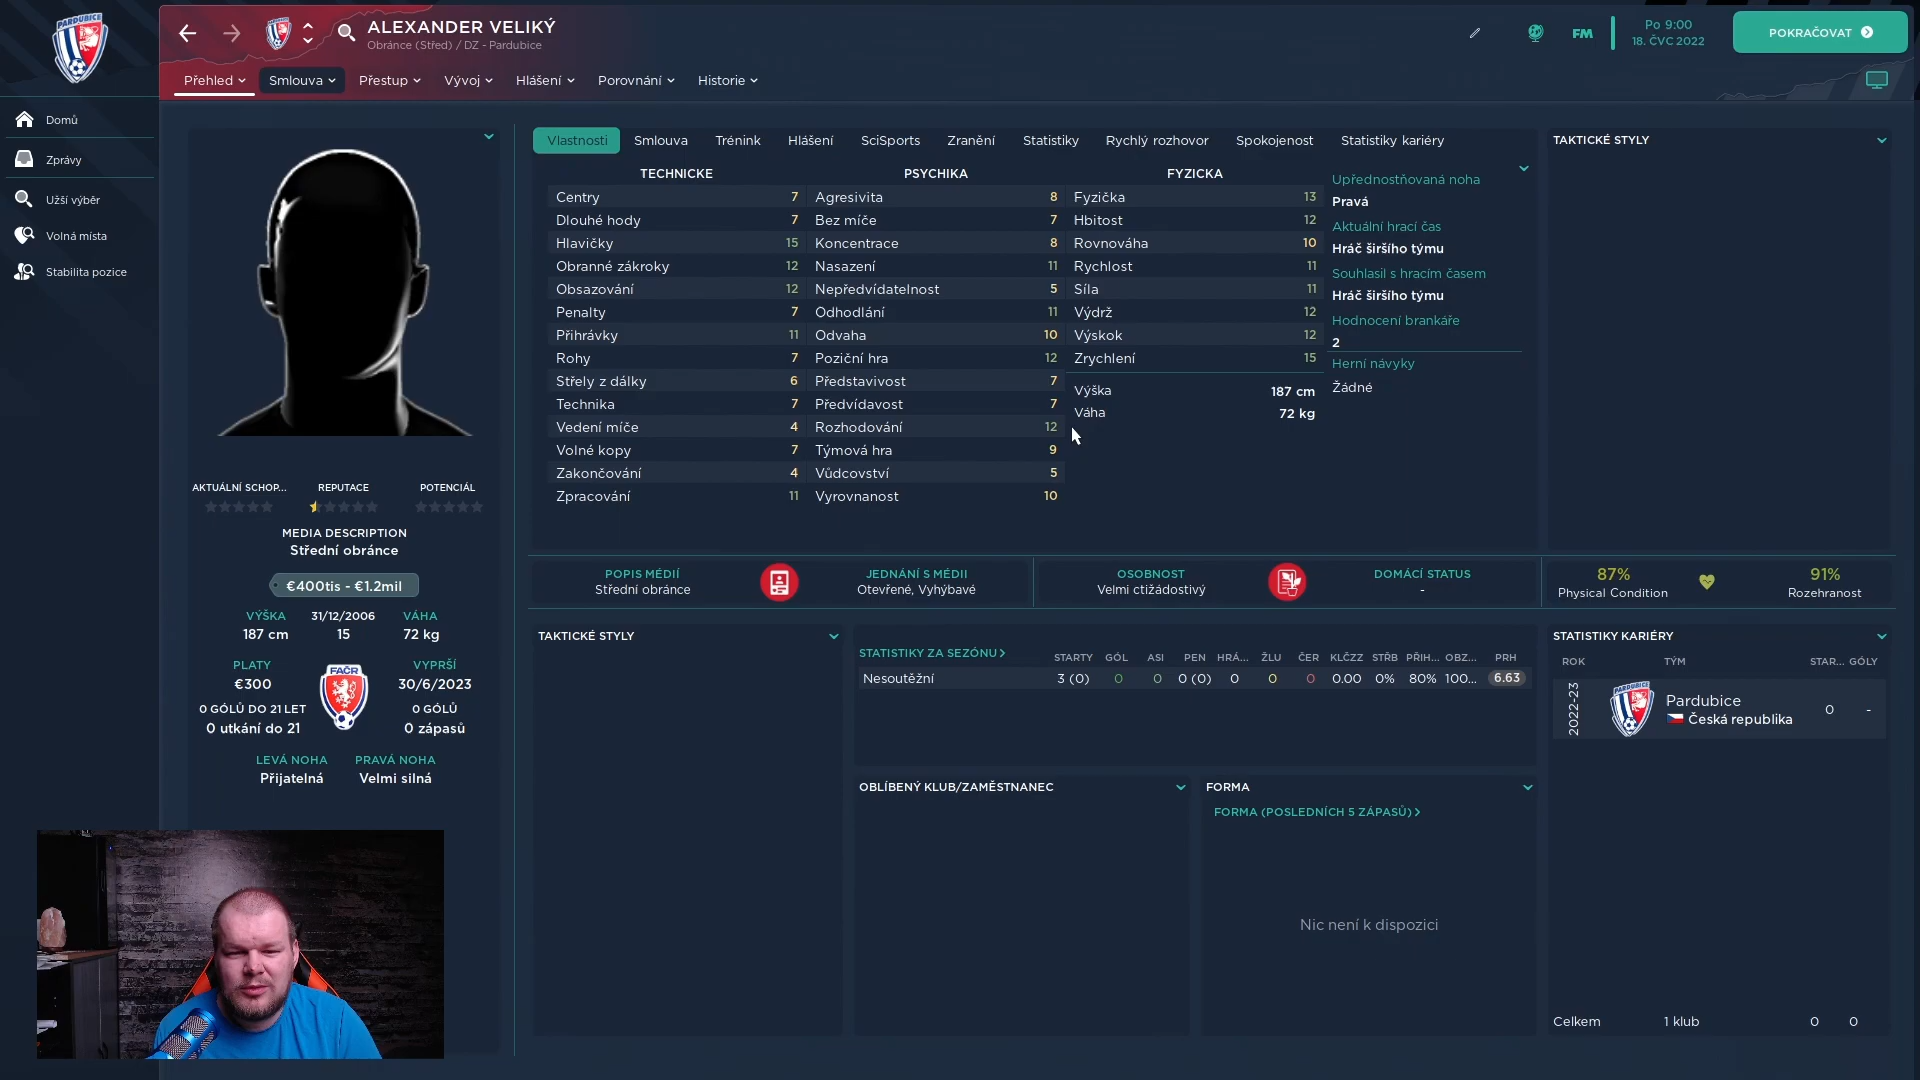 PARDUBICE
ALEXANDER VELIKÝ
Obránce (Střed) / DZ - Pardubice
FM
Po 9:00
18. ČVC 2022
POKRAČOVAT
Přehled
Smlouva
Přestup
Vývoj
Hlášení
Porovnání
Historie
Domů
Zprávy
Užší výběr
Volná místa
Stabilita pozice
AKTUÁLNÍ SCHOP...
REPUTACE
POTENCIÁL
MEDIA DESCRIPTION
Střední obránce
€400tis - €1.2mil
VÝŠKA
31/12/2006
VÁHA
187 cm
15
72 kg
PLATY
VYPRŠÍ
€300
30/6/2023
FAČR
0 GÓLŮ DO 21 LET
0 GÓLŮ
0 utkání do 21
0 zápasů
LEVÁ NOHA
PRAVÁ NOHA
Přijatelná
Velmi silná
Vlastnosti
Smlouva
Trénink
Hlášení
SciSports
Zranění
Statistiky
Rychlý rozhovor
Spokojenost
Statistiky kariéry
TECHNICKE
Centry 7
Dlouhé hody 7
Hlavičky 15
Obranné zákroky 12
Obsazování 12
Penalty 7
Přihrávky 11
Rohy 7
Střely z dálky 6
Technika 7
Vedení míče 4
Volné kopy 7
Zakončování 4
Zpracování 11
PSYCHIKA
Agresivita 8
Bez míče 7
Koncentrace 8
Nasazení 11
Nepředvídatelnost 5
Odhodlání 11
Odvaha 10
Poziční hra 12
Představivost 7
Předvídavost 7
Rozhodování 12
Týmová hra 9
Vůdcovství 5
Vyrovnanost 10
FYZICKA
Fyzička 13
Hbitost 12
Rovnováha 10
Rychlost 11
Síla 11
Výdrž 12
Výskok 12
Zrychlení 15
Výška 187 cm
Váha 72 kg
Upřednostňovaná noha
Pravá
Aktuální hrací čas
Hráč širšího týmu
Souhlasil s hracím časem
Hráč širšího týmu
Hodnocení brankáře
2
Herní návyky
Žádné
TAKTICKÉ STYLY
POPIS MÉDIÍ
Střední obránce
JEDNÁNÍ S MÉDII
Otevřené, Vyhýbavé
OSOBNOST
Velmi ctižádostivý
DOMÁCÍ STATUS
-
87%
Physical Condition
91%
Rozehranost
TAKTICKÉ STYLY
STATISTIKY ZA SEZÓNU
STARTY GÓL ASI PEN HRÁ... ŽLU ČER KLČZZ STŘB PŘIH... OBZ... PRH
Nesoutěžní 3 (0) 0 0 0 (0) 0 0 0 0.00 0% 80% 100... 6.63
OBLÍBENÝ KLUB/ZAMĚSTNANEC
FORMA
FORMA (POSLEDNÍCH 5 ZÁPASŮ)
Nic není k dispozici
STATISTIKY KARIÉRY
ROK TÝM STAR... GÓLY
2022-23
PARDUBICE
Pardubice
Česká republika
0 -
Celkem 1 klub 0 0